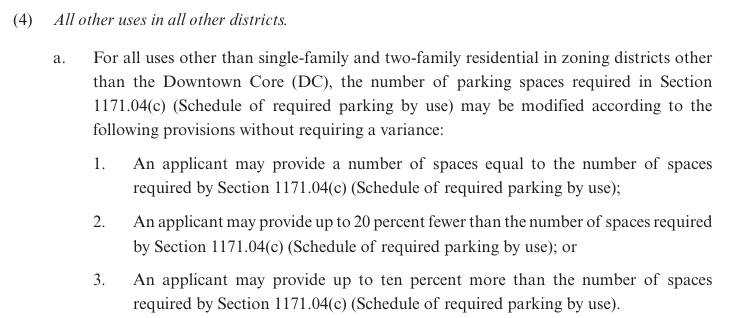 (4) All other uses in all other districts.
a. For all uses other than single-family and two-family residential in zoning districts other
than the Downtown Core (DC), the number of parking spaces required in Section
1171.04(c) (Schedule of required parking by use) may be modified according to the
following provisions without requiring a variance:
1. An applicant may provide a number of spaces equal to the number of spaces
required by Section 1171.04(c) (Schedule of required parking by use);
2. An applicant may provide up to 20 percent fewer than the number of spaces required
by Section 1171.04(c) (Schedule of required parking by use); or
3. An applicant may provide up to ten percent more than the number of spaces
required by Section 1171.04(c) (Schedule of required parking by use).